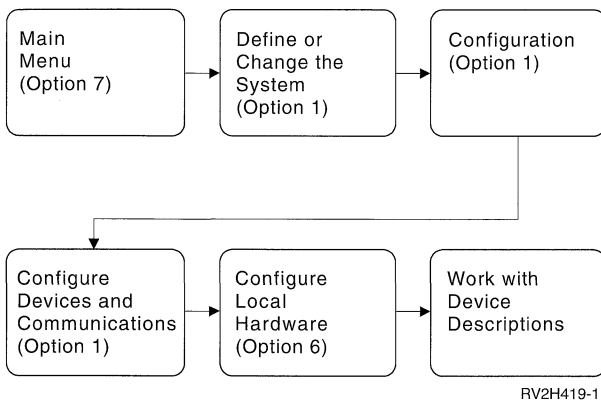 Main
Menu
(Option 7)
Define or
Change the
System
(Option 1)
Configuration
(Option 1)
Configure
Devices and
Communications
(Option 1)
Configure
Local
Hardware
(Option 6)
Work with
Device
Descriptions
RV2H419-1